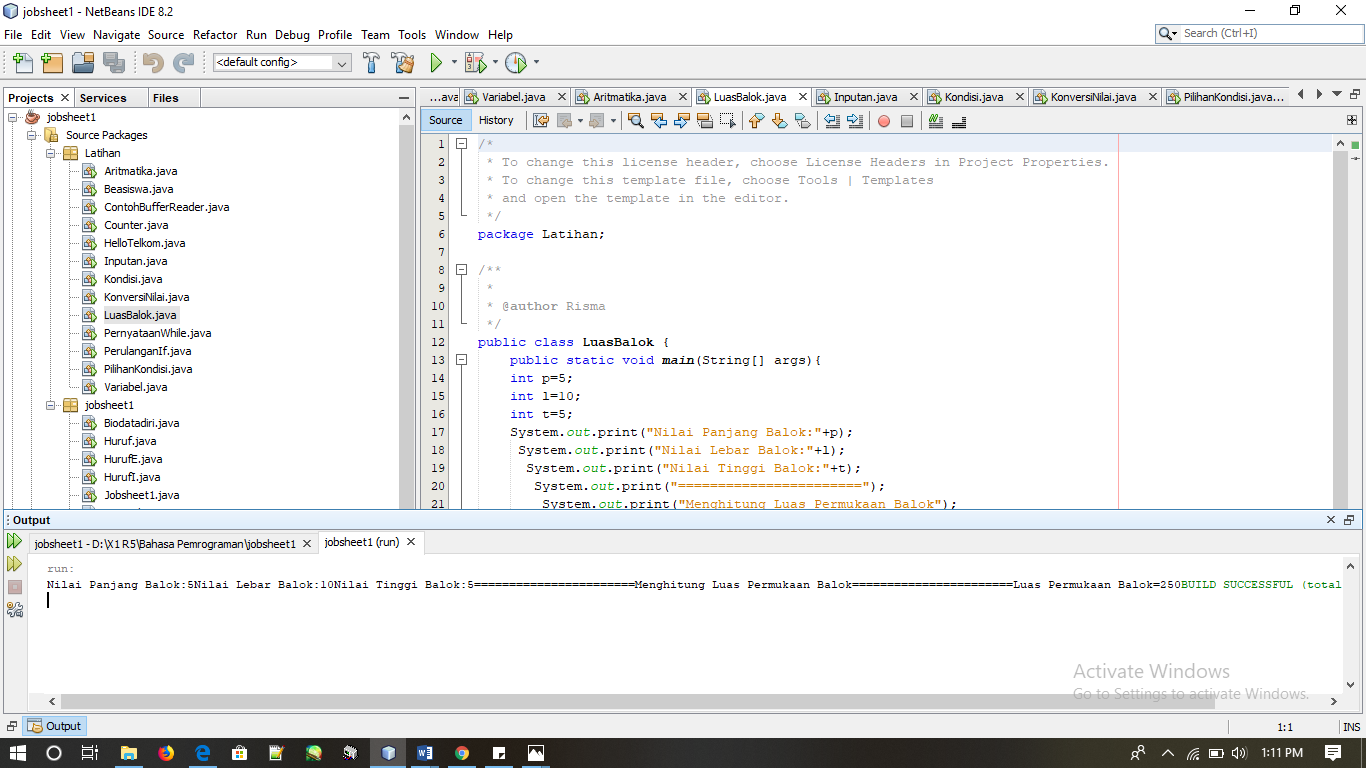 jobsheet1 - NetBeans IDE 8.2
File Edit View Navigate Source Refactor Run Debug Profile Team Tools Window Help
Search (Ctrl+I)
<default config>
Projects Services Files
jobsheet1
Source Packages
Latihan
Aritmatika.java
Beasiswa.java
ContohBufferReader.java
Counter.java
HelloTelkom.java
Inputan.java
Kondisi.java
KonversiNilai.java
LuasBalok.java
PernyataanWhile.java
PerulanganIf.java
PilihanKondisi.java
Variabel.java
jobsheet1
Biodatadiri.java
Huruf.java
HurufE.java
HurufI.java
Jobsheet1.java
...ava Variabel.java Aritmatika.java LuasBalok.java Inputan.java Kondisi.java KonversiNilai.java PilihanKondisi.java...
Source History
1 /*
2 * To change this license header, choose License Headers in Project Properties.
3 * To change this template file, choose Tools | Templates
4 * and open the template in the editor.
5 */
6 package Latihan;
7
8 /**
9 *
10 * @author Risma
11 */
12 public class LuasBalok {
13 public static void main(String[] args){
14 int p=5;
15 int l=10;
16 int t=5;
17 System.out.print("Nilai Panjang Balok:"+p);
18 System.out.print("Nilai Lebar Balok:"+l);
19 System.out.print("Nilai Tinggi Balok:"+t);
20 System.out.print("=======================");
21 System.out.print("Menghitung Luas Permukaan Balok");
Output
jobsheet1 - D:\X1 R5\Bahasa Pemrograman\jobsheet1 jobsheet1 (run)
run:
Nilai Panjang Balok:5Nilai Lebar Balok:10Nilai Tinggi Balok:5=======================Menghitung Luas Permukaan Balok=======================Luas Permukaan Balok=250BUILD SUCCESSFUL (total
Activate Windows
Go to Settings to activate Windows.
Output
1:1 INS
1:11 PM